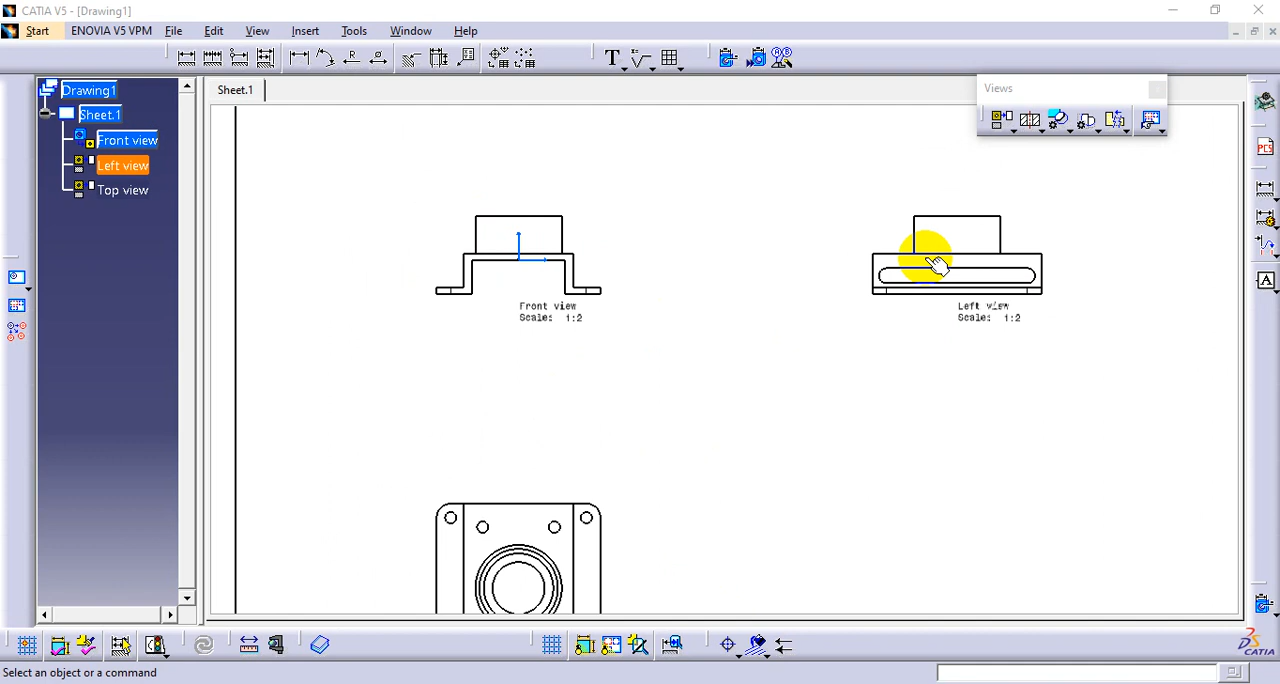 CATIA V5 - [Drawing1]
Start ENOVIA V5 VPM File Edit View Insert Tools Window Help
Sheet.1
Views
Drawing1
Sheet.1
Front view
Left view
Top view
Front view
Scale: 1:2
Left view
Scale: 1:2
PCS
CATIA
Select an object or a command